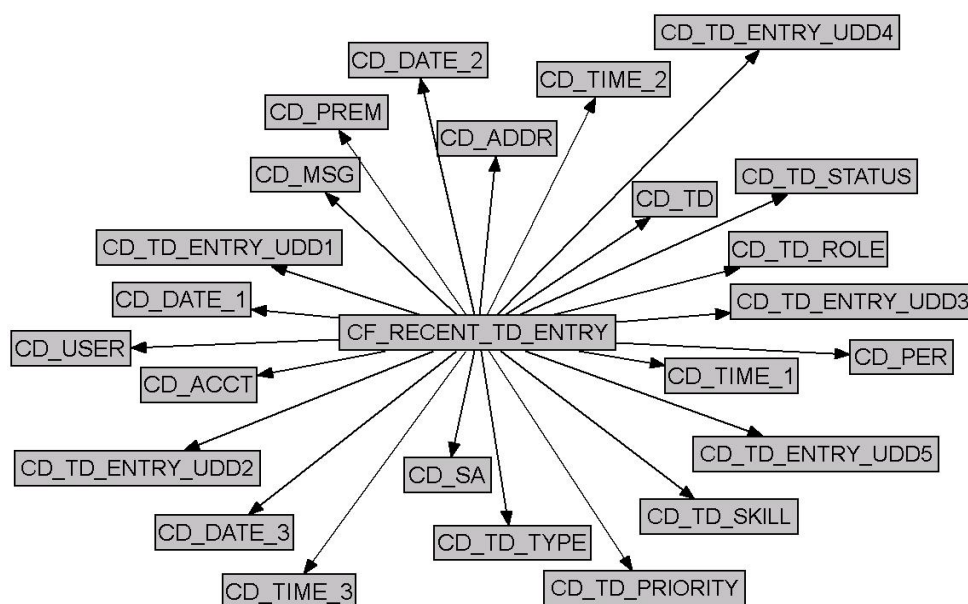 CD_TD_ENTRY_UDD4
CD_DATE_2
CD_TIME_2
CD_PREM
CD_ADDR
CD_MSG
CD_TD_STATUS
CD_TD
CD_TD_ENTRY_UDD1
CD_TD_ROLE
CD_DATE_1
CD_TD_ENTRY_UDD3
CF_RECENT_TD_ENTRY
CD_USER
CD_PER
CD_ACCT
CD_TIME_1
CD_TD_ENTRY_UDD2
CD_TD_ENTRY_UDD5
CD_SA
CD_TD_SKILL
CD_DATE_3
CD_TD_TYPE
CD_TIME_3
CD_TD_PRIORITY